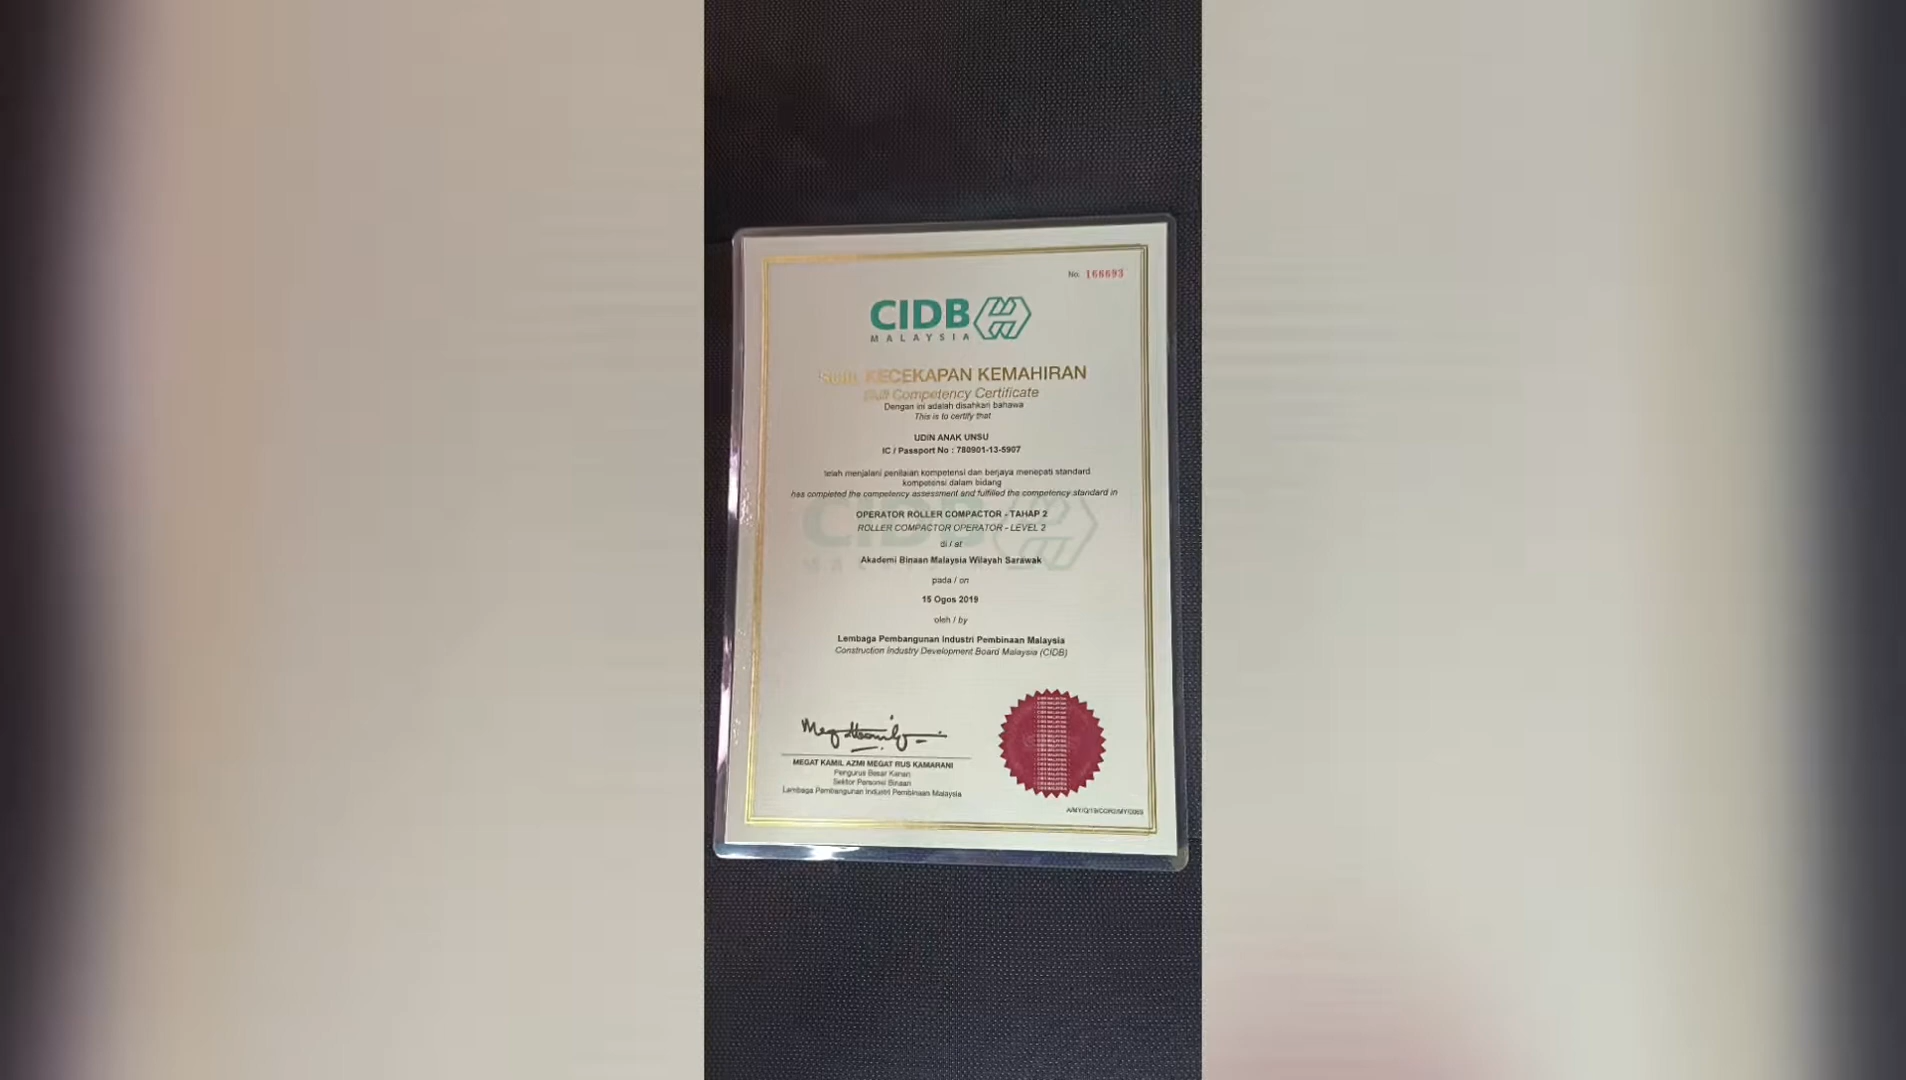 No. 166693
CIDB
MALAYSIA
Sijil KECEKAPAN KEMAHIRAN
Skill Competency Certificate
Dengan ini adalah disahkan bahawa
This is to certify that
UDIN ANAK UNSU
IC / Passport No : 780901-13-5907
telah menjalani penilaian kompetensi dan berjaya menepati standard
kompetensi dalam bidang
has completed the competency assessment and fulfilled the competency standard in
OPERATOR ROLLER COMPACTOR - TAHAP 2
ROLLER COMPACTOR OPERATOR - LEVEL 2
di / at
Akademi Binaan Malaysia Wilayah Sarawak
pada / on
15 Ogos 2019
oleh / by
Lembaga Pembangunan Industri Pembinaan Malaysia
Construction Industry Development Board Malaysia (CIDB)
MEGAT KAMIL AZMI MEGAT RUS KAMARANI
Pengurus Besar Kanan
Sektor Personel Binaan
Lembaga Pembangunan Industri Pembinaan Malaysia